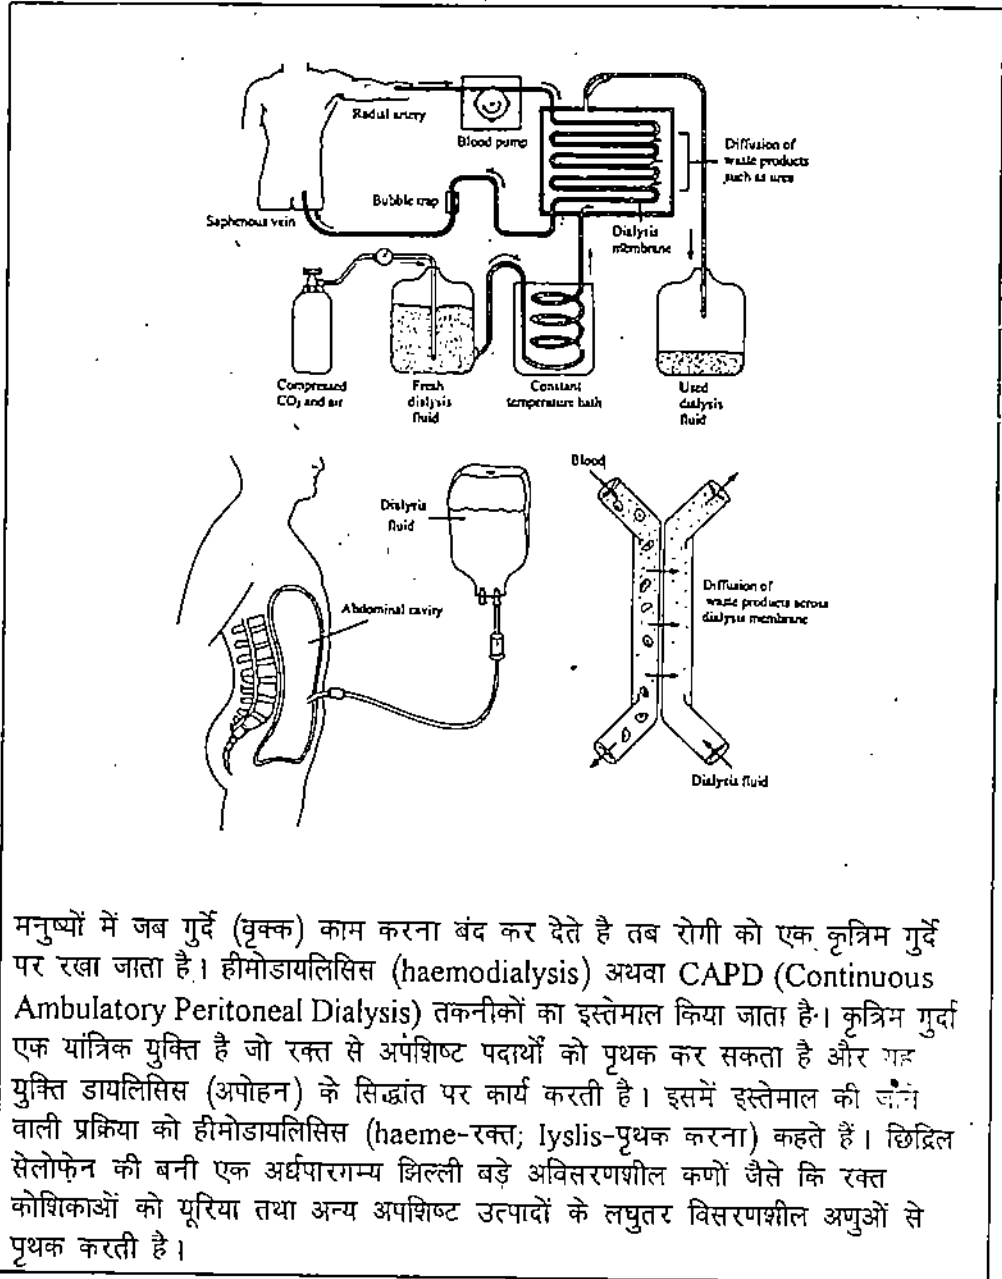 Radial artery
Blood pump
Diffusion of
waste products
such as urea
Bubble trap
Saphenous vein
Dialysis
membrane
Compressed
CO₂ and air
Fresh
dialysis
fluid
Constant
temperature bath
Used
dialysis
fluid
Blood
Dialysis
fluid
Abdominal cavity
Diffusion of
waste products across
dialysis membrane
Dialysis fluid
मनुष्यों में जब गुर्दे (वृक्क) काम करना बंद कर देते है तब रोगी को एक कृत्रिम गुर्दे
पर रखा जाता है। हीमोडायलिसिस (haemodialysis) अथवा CAPD (Continuous
Ambulatory Peritoneal Dialysis) तकनीकों का इस्तेमाल किया जाता है। कृत्रिम गुर्दा
एक यांत्रिक युक्ति है जो रक्त से अपशिष्ट पदार्थों को पृथक कर सकता है और यह
युक्ति डायलिसिस (अपोहन) के सिद्धांत पर कार्य करती है। इसमें इस्तेमाल की जाने
वाली प्रक्रिया को हीमोडायलिसिस (haeme-रक्त; lyslis-पृथक करना) कहते हैं। छिद्रिल
सेलोफ़ेन की बनी एक अर्धपारगम्य झिल्ली बड़े अविसरणशील कणों जैसे कि रक्त
कोशिकाओं को यूरिया तथा अन्य अपशिष्ट उत्पादों के लघुतर विसरणशील अणुओं से
पृथक करती है।